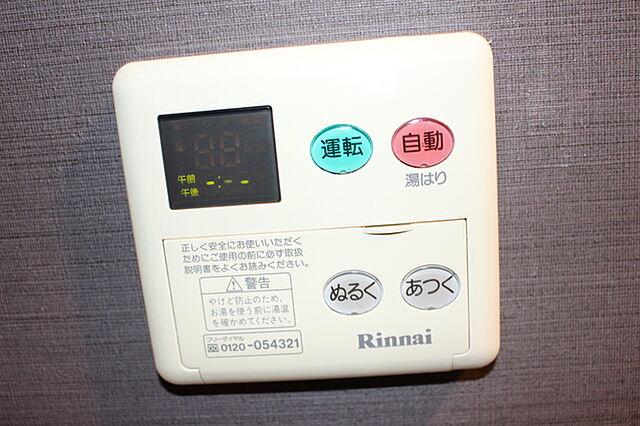 午前
午後
-:--
運転
自動
湯はり
正しく安全にお使いいただく
ためにご使用の前に必ず取扱
説明書をよくお読みください。
警告
やけど防止のため、
お湯を使う前に湯温
を確かめてください。
フリーダイヤル
0120-054321
ぬるく
あつく
Rinnai